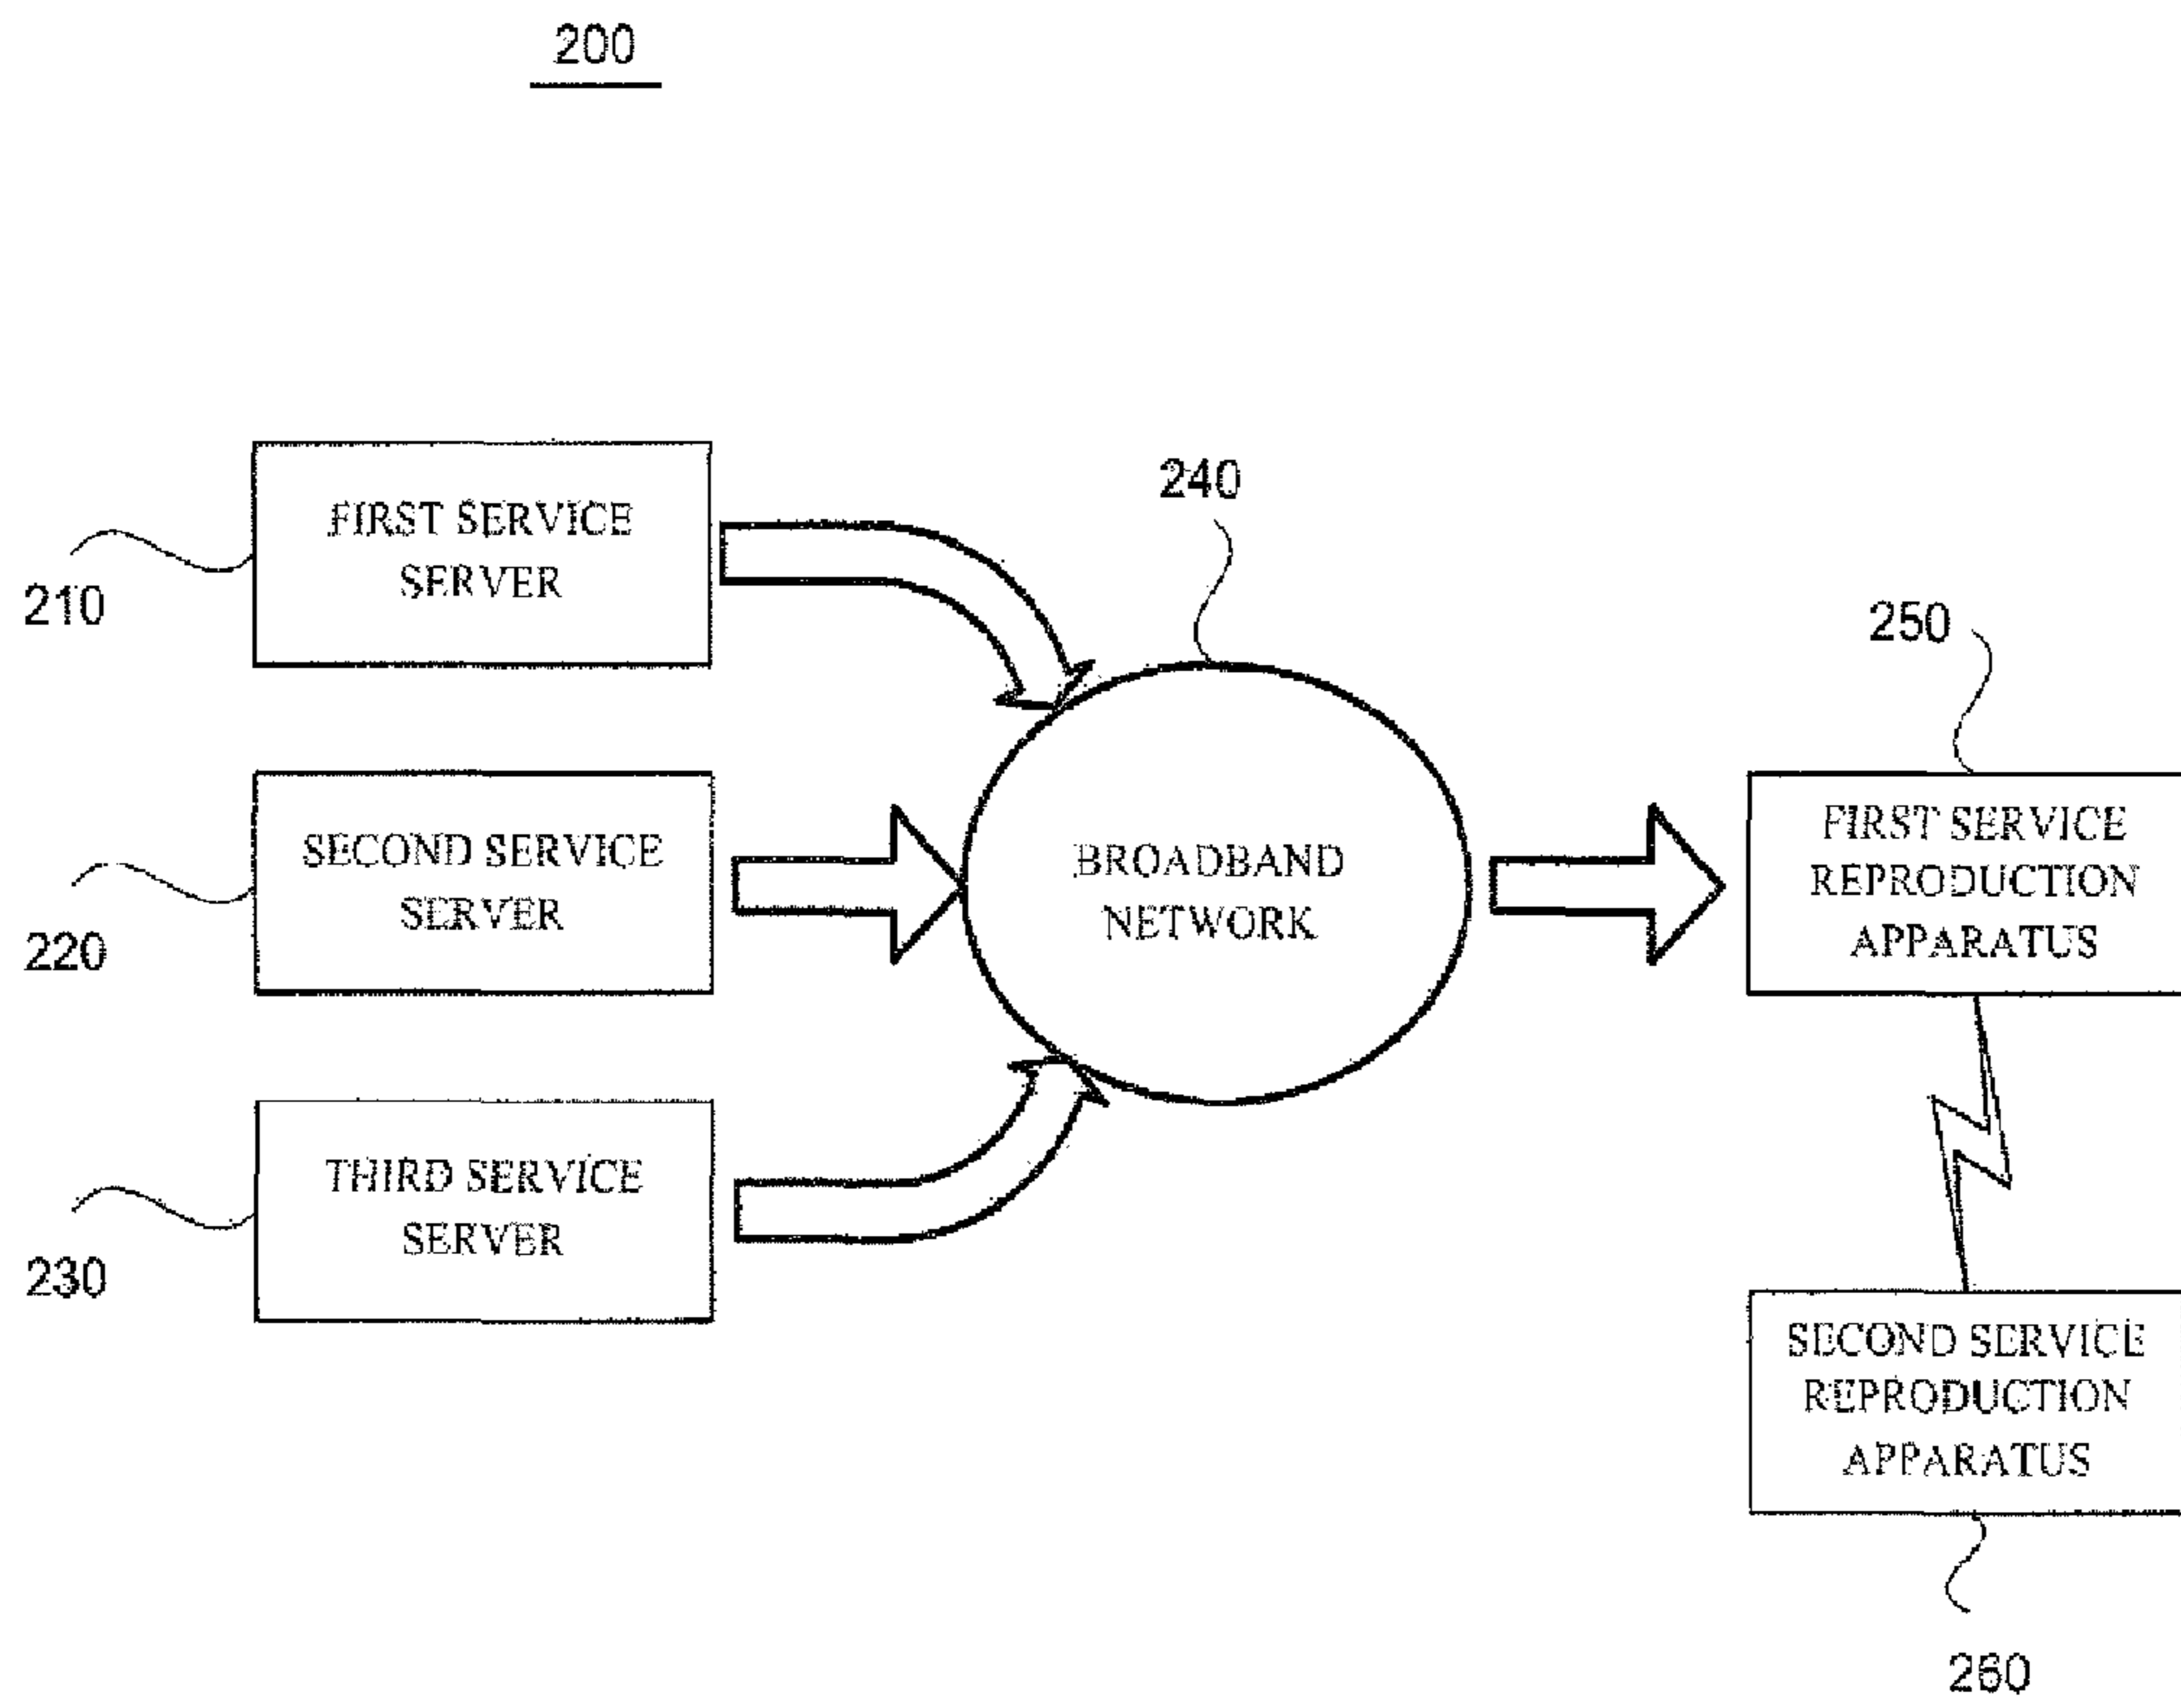 200
FIRST SERVICE
SERVER
210
240
250
SECOND SERVICE
SERVER
220
BROADBAND
NETWORK
FIRST SERVICE
REPRODUCTION
APPARATUS
THIRD SERVICE
SERVER
230
SECOND SERVICE
REPRODUCTION
APPARATUS
260